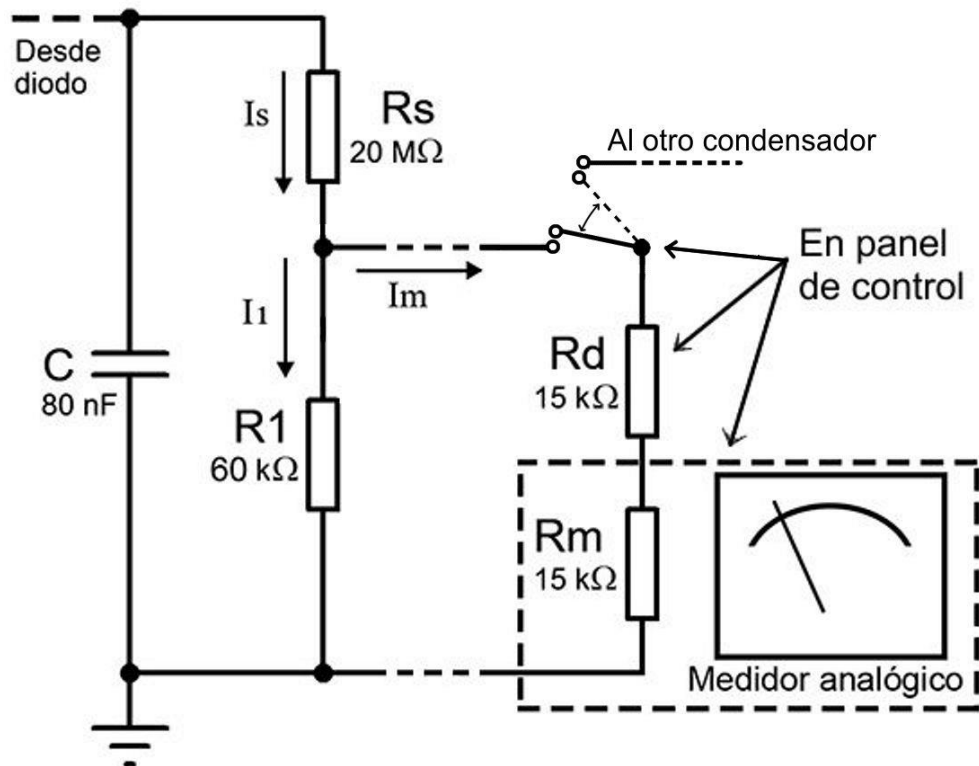 Desde
diodo
Is
Rs
20 MΩ
Al otro condensador
En panel
de control
Im
I1
C
80 nF
R1
60 kΩ
Rd
15 kΩ
Rm
15 kΩ
Medidor analógico